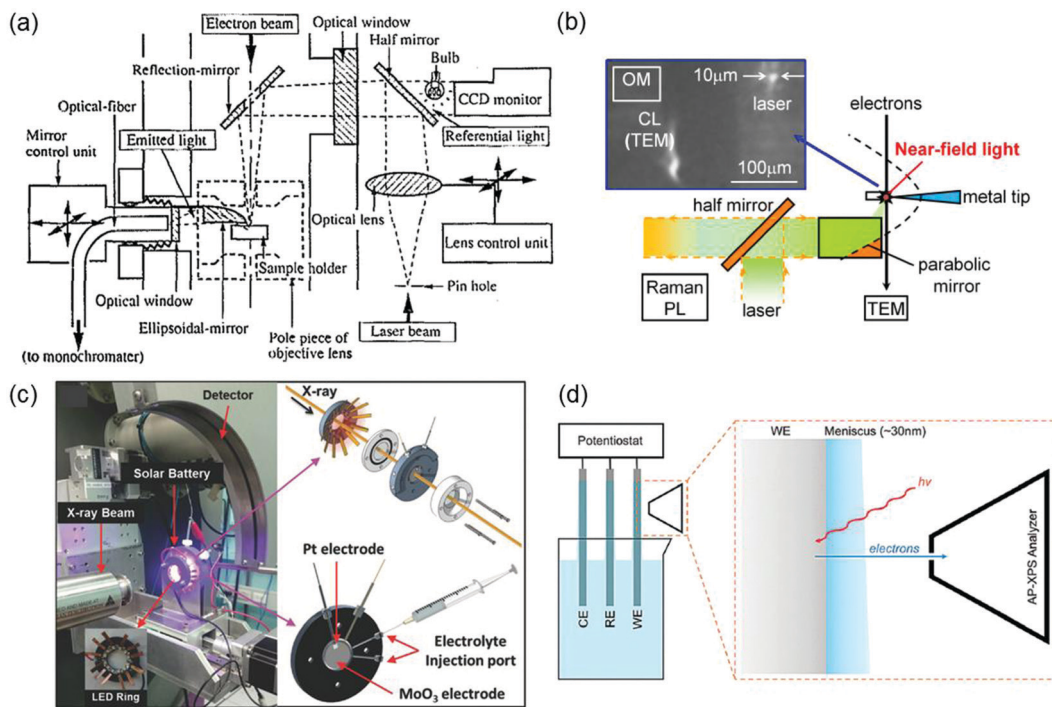 (a)
Electron beam
Optical window
Half mirror
Bulb
Reflection-mirror
Optical-fiber
CCD monitor
Mirror
control unit
Emitted light
Referential light
Optical lens
Lens control unit
Sample holder
Optical window
Pin hole
Ellipsoidal-mirror
Pole piece of
objective lens
Laser beam
(to monochromater)
(b)
OM
10μm
laser
CL
(TEM)
100μm
electrons
Near-field light
metal tip
half mirror
parabolic
mirror
Raman
PL
laser
TEM
(c)
Detector
Solar Battery
X-ray Beam
LED Ring
X-ray
Pt electrode
Electrolyte
Injection port
MoO3 electrode
(d)
Potentiostat
CE
RE
WE
WE
Meniscus (~30nm)
hv
electrons
AP-XPS Analyzer